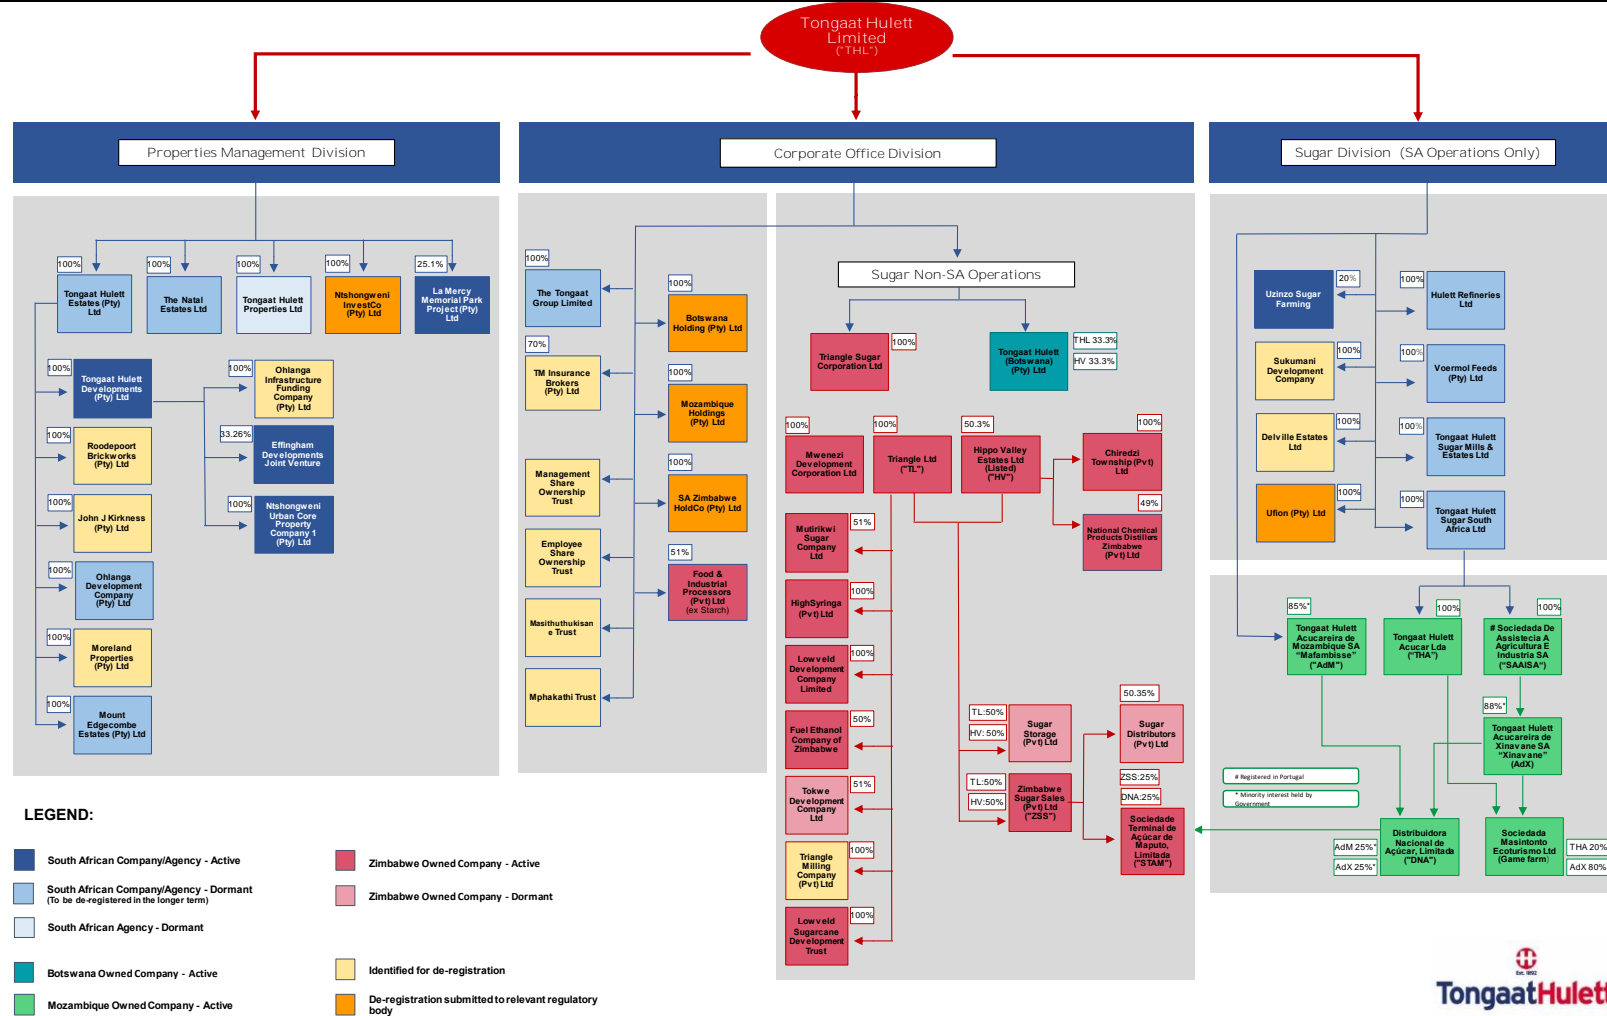 Tongaat Hulett
Limited
("THL")
Properties Management Division
Corporate Office Division
Sugar Division (SA Operations Only)
100%
Tongaat Hulett
Estates (Pty)
Ltd
100%
The Natal
Estates Ltd
100%
Tongaat Hulett
Properties Ltd
100%
Ntshongweni
InvestCo
(Pty) Ltd
25.1%
La Mercy
Memorial Park
Project (Pty)
Ltd
100%
Tongaat Hulett
Developments
(Pty) Ltd
100%
Ohlanga
Infrastructure
Funding
Company
(Pty) Ltd
33.26%
Effingham
Developments
Joint Venture
100%
Ntshongweni
Urban Core
Property
Company 1
(Pty) Ltd
100%
Roodepoort
Brickworks
(Pty) Ltd
100%
John J Kirkness
(Pty) Ltd
100%
Ohlanga
Development
Company
(Pty) Ltd
100%
Moreland
Properties
(Pty) Ltd
100%
Mount
Edgecombe
Estates (Pty) Ltd
100%
The Tongaat
Group Limited
70%
TM Insurance
Brokers
(Pty) Ltd
Management
Share
Ownership
Trust
Employee
Share
Ownership
Trust
Masithuthukisan
e Trust
Mphakathi Trust
100%
Botswana
Holding (Pty) Ltd
100%
Mozambique
Holdings
(Pty) Ltd
100%
SA Zimbabwe
HoldCo (Pty) Ltd
51%
Food &
Industrial
Processors
(Pvt) Ltd
(ex Starch)
Sugar Non-SA Operations
Triangle Sugar
Corporation Ltd
100%
Tongaat Hulett
(Botswana)
(Pty) Ltd
THL 33.3%
HV 33.3%
100%
Mwenezi
Development
Corporation Ltd
100%
Triangle Ltd
("TL")
50.3%
Hippo Valley
Estates Ltd
(Listed)
("HV")
100%
Chiredzi
Township (Pvt)
Ltd
49%
National Chemical
Products Distillers
Zimbabwe
(Pvt) Ltd
Mutirikwi
Sugar
Company
Ltd
51%
HighSyringa
(Pvt) Ltd
100%
Lowveld
Development
Company
Limited
100%
Fuel Ethanol
Company of
Zimbabwe
50%
Tokwe
Development
Company
Ltd
51%
Triangle
Milling
Company
(Pvt) Ltd
100%
Lowveld
Sugarcane
Development
Trust
100%
TL:50%
HV: 50%
Sugar
Storage
(Pvt) Ltd
50.35%
Sugar
Distributors
(Pvt) Ltd
TL:50%
HV:50%
Zimbabwe
Sugar Sales
(Pvt) Ltd
("ZSS")
ZSS:25%
DNA:25%
Sociedade
Terminal de
Açúcar de
Maputo,
Limitada
("STAM")
Uzinzo Sugar
Farming
20%
100%
Hulett Refineries
Ltd
Sukumani
Development
Company
100%
100%
Voermol Feeds
(Pty) Ltd
Delville Estates
Ltd
100%
100%
Tongaat Hulett
Sugar Mills &
Estates Ltd
Ufion (Pty) Ltd
100%
100%
Tongaat Hulett
Sugar South
Africa Ltd
85%*
Tongaat Hulett
Acucareira de
Mozambique SA
"Mafambisse"
("AdM")
100%
Tongaat Hulett
Acucar Lda
("THA")
100%
# Sociedada De
Assistecia A
Agricultura E
Industria SA
("SAAISA")
88%*
Tongaat Hulett
Acucareira de
Xinavane SA
"Xinavane"
(AdX)
# Registered in Portugal
* Minority interest held by
Government
AdM 25%*
AdX 25%*
Distribuidora
Nacional de
Açúcar, Limitada
("DNA")
Sociedada
Masintonto
Ecoturismo Ltd
(Game farm)
THA 20%
AdX 80%
LEGEND:
South African Company/Agency - Active
South African Company/Agency - Dormant
(To be de-registered in the longer term)
South African Agency - Dormant
Botswana Owned Company - Active
Mozambique Owned Company - Active
Zimbabwe Owned Company - Active
Zimbabwe Owned Company - Dormant
Identified for de-registration
De-registration submitted to relevant regulatory
body
Est. 1892
TongaatHulett